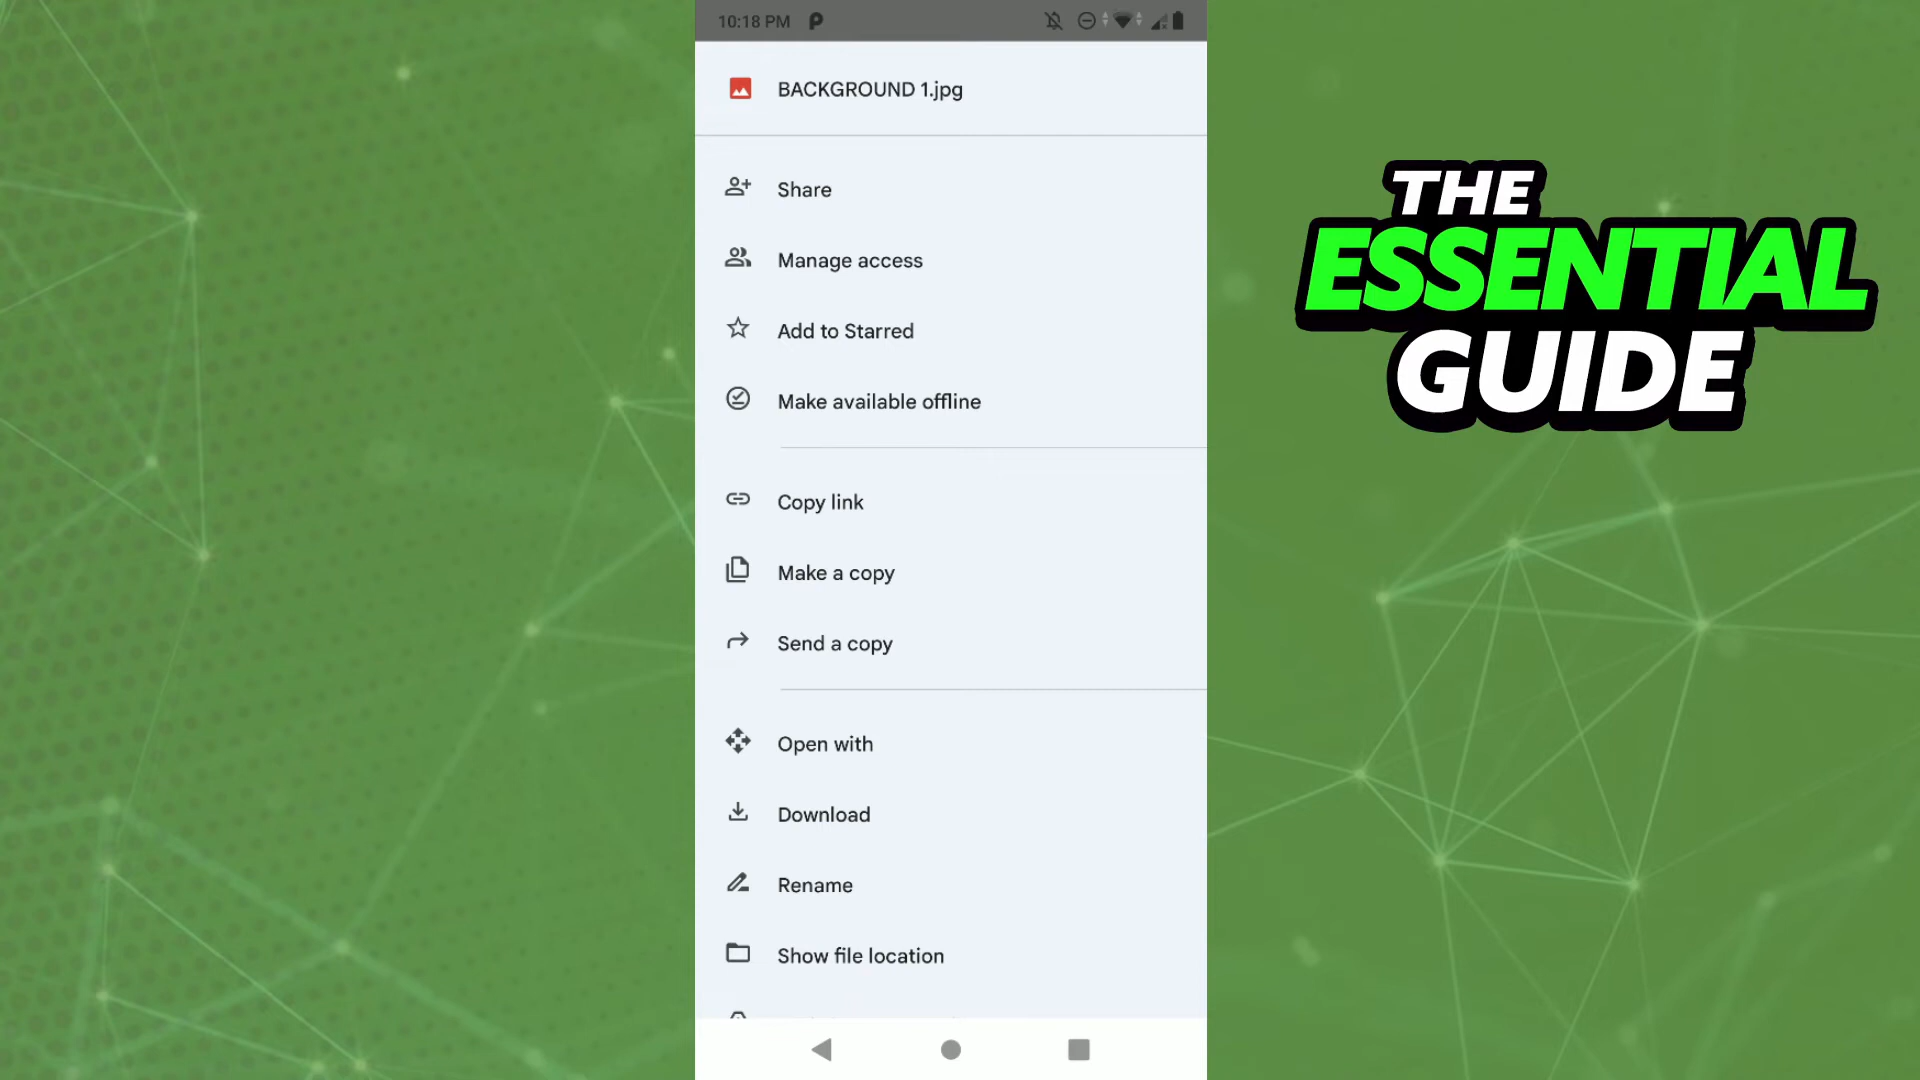 10:18 PM
BACKGROUND 1.jpg
Share
Manage access
Add to Starred
Make available offline
Copy link
Make a copy
Send a copy
Open with
Download
Rename
Show file location
THE
ESSENTIAL
GUIDE